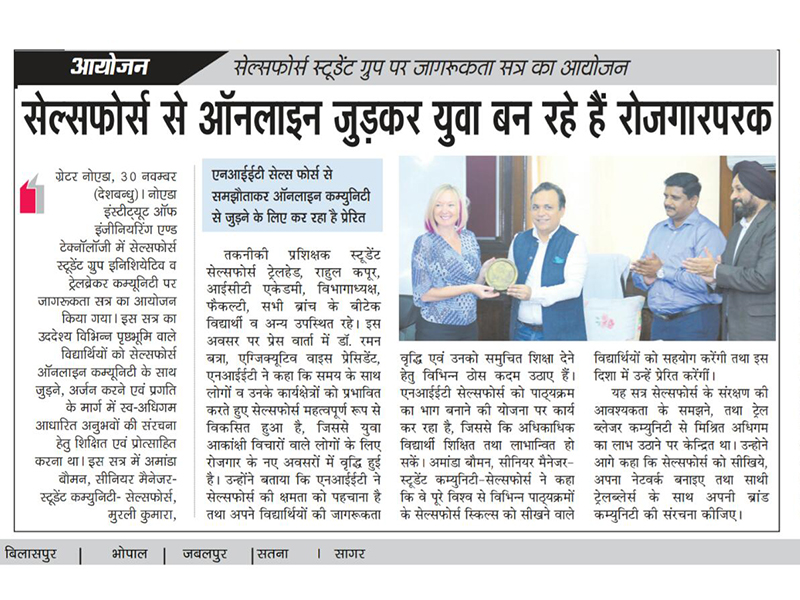 आयोजन
सेल्सफोर्स स्टूडेंट ग्रुप पर जागरूकता सत्र का आयोजन
सेल्सफोर्स से ऑनलाइन जुड़कर युवा बन रहे हैं रोजगारपरक
ग्रेटर नोएडा, 30 नवम्बर
(देशबन्धु)। नोएडा
इंस्टीटयूट ऑफ
इंजीनियरिंग एण्ड
टेक्नॉलॉजी में सेल्सफोर्स
स्टूडेंट ग्रुप इनिशियेटिव व
ट्रेलब्रेकर कम्यूनिटी पर
जागरूकता सत्र का आयोजन
किया गया। इस सत्र का
उददेश्य विभिन्न पृष्ठभूमि वाले
विद्यार्थियों को सेल्सफोर्स
ऑनलाइन कम्यूनिटी के साथ
जुड़ने, अर्जन करने एवं प्रगति
के मार्ग में स्व-अधिगम
आधारित अनुभवों की संरचना
हेतु शिक्षित एवं प्रोत्साहित
करना था। इस सत्र में अमांडा
बौमन, सीनियर मैनेजर-
स्टूडेंट कम्युनिटी- सेल्सफोर्स,
मुरली कुमारा,
एनआईईटी सेल्स फोर्स से
समझौताकर ऑनलाइन कम्युनिटी
से जुड़ने के लिए कर रहा है प्रेरित
तकनीकी प्रशिक्षक स्टूडेंट
सेल्सफोर्स ट्रेलहेड, राहुल कपूर,
आईसीटी एकेडमी, विभागाध्यक्ष,
फैकल्टी, सभी ब्रांच के बीटेक
विद्यार्थी व अन्य उपस्थित रहे। इस
अवसर पर प्रेस वार्ता में डॉ. रमन
बत्रा, एग्जिक्यूटिव वाइस प्रेसिडेंट,
एनआईईटी ने कहा कि समय के साथ
लोगों व उनके कार्यक्षेत्रों को प्रभावित
करते हुए सेल्सफोर्स महत्वपूर्ण रूप से
विकसित हुआ है, जिससे युवा
आकांक्षी विचारों वाले लोगों के लिए
रोजगार के नए अवसरों में वृद्धि हुई
है। उन्होंने बताया कि एनआईईटी ने
सेल्सफोर्स की क्षमता को पहचाना है
तथा अपने विद्यार्थियों की जागरूकता
वृद्धि एवं उनको समुचित शिक्षा देने
हेतु विभिन्न ठोस कदम उठाए हैं।
एनआईईटी सेल्सफोर्स को पाठ्यक्रम
का भाग बनाने की योजना पर कार्य
कर रहा है, जिससे कि अधिकाधिक
विद्यार्थी शिक्षित तथा लाभान्वित हो
सकें। अमांडा बौमन, सीनियर मैनेजर-
स्टूडेंट कम्युनिटी-सेल्सफोर्स ने कहा
कि वे पूरे विश्व से विभिन्न पाठ्यक्रमों
के सेल्सफोर्स स्किल्स को सीखने वाले
विद्यार्थियों को सहयोग करेंगी तथा इस
दिशा में उन्हें प्रेरित करेंगीं।
यह सत्र सेल्सफोर्स के संरक्षण की
आवश्यकता के समझने, तथा ट्रेल
ब्लेजर कम्युनिटी से मिश्रित अधिगम
का लाभ उठाने पर केन्द्रित था। उन्होंने
आगे कहा कि सेल्सफोर्स को सीखिये,
अपना नेटवर्क बनाइए तथा साथी
ट्रेलब्लेर्स के साथ अपनी ब्रांड
कम्युनिटी की संरचना कीजिए।
बिलासपुर | भोपाल | जबलपुर | सतना | सागर